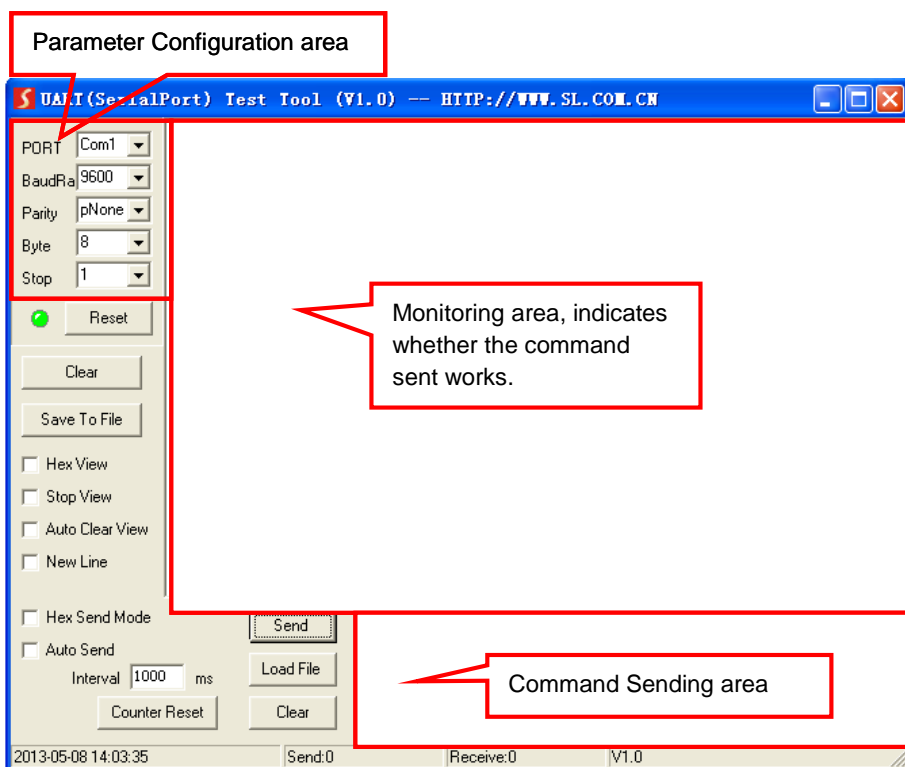 Parameter Configuration area
UART(SerialPort) Test Tool (V1.0) -- HTTP://WWW.SL.COM.CN
PORT Com1
BaudRa 9600
Parity pNone
Byte 8
Stop 1
Reset
Monitoring area, indicates
whether the command
sent works.
Clear
Save To File
Hex View
Stop View
Auto Clear View
New Line
Hex Send Mode
Send
Auto Send
Load File
Interval 1000 ms
Command Sending area
Counter Reset
Clear
2013-05-08 14:03:35 Send:0 Receive:0 V1.0